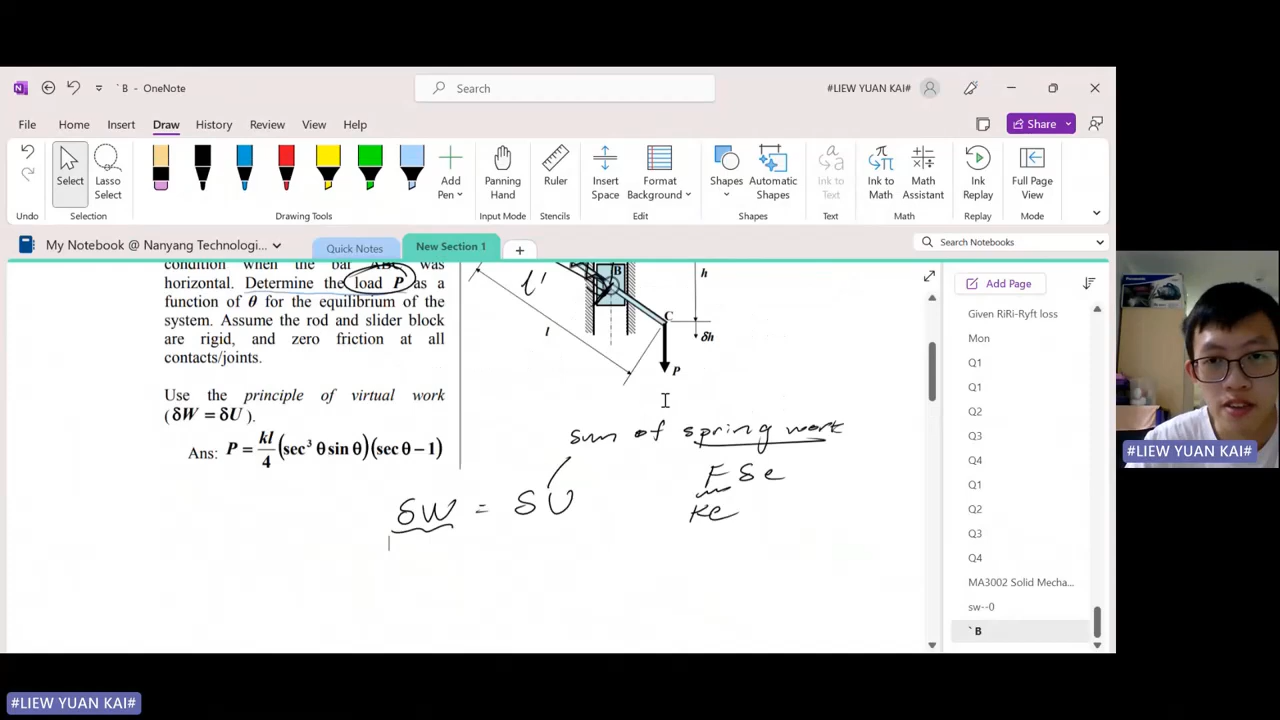 ` B - OneNote
Search
#LIEW YUAN KAI#
File Home Insert Draw History Review View Help
Share
Select
Lasso Select
Add Pen
Panning Hand
Ruler
Insert Space
Format Background
Shapes
Automatic Shapes
Ink to Text
Ink to Math
Math Assistant
Ink Replay
Full Page View
Undo
Selection
Drawing Tools
Input Mode
Stencils
Edit
Shapes
Text
Math
Replay
Mode
My Notebook @ Nanyang Technologi...
Quick Notes
New Section 1
Search Notebooks
condition when the bar ABC was
horizontal. Determine the load P as a
function of θ for the equilibrium of the
system. Assume the rod and slider block
are rigid, and zero friction at all
contacts/joints.
Use the principle of virtual work
(δW = δU).
Ans: P = kl/4 (sec³ θ sin θ)(sec θ − 1)
B
h
l'
l
C
δh
P
sum of spring work
F δe
ke
δW = δU
Add Page
Given RiRi-Ryft loss
Mon
Q1
Q1
Q2
Q3
Q4
Q1
Q2
Q3
Q4
MA3002 Solid Mecha...
sw--0
` B
#LIEW YUAN KAI#
#LIEW YUAN KAI#